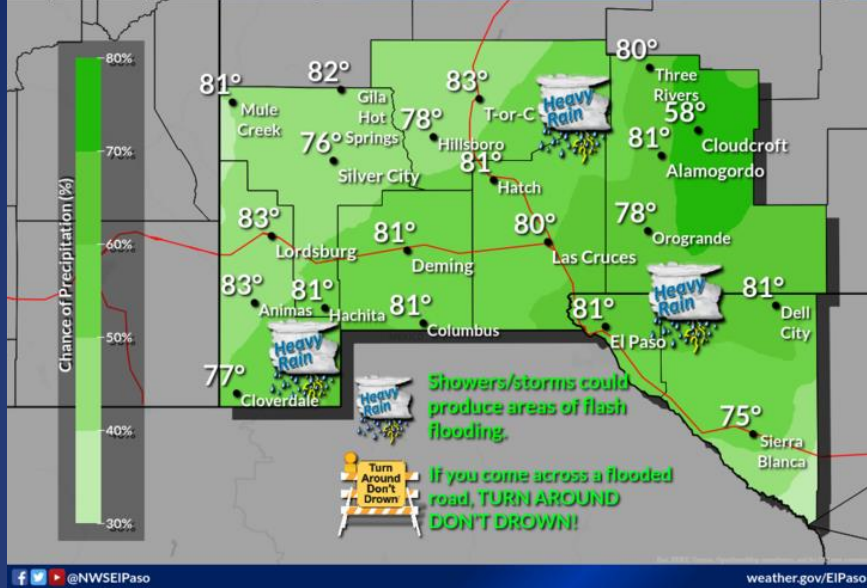 80%
70%
60%
50%
40%
30%
Chance of Precipitation (%)
81°
Mule
Creek
82°
Gila
Hot
Springs
76°
Silver City
78°
Hillsboro
83°
T-or-C
Heavy
Rain
80°
Three
Rivers
58°
Cloudcroft
81°
Alamogordo
81°
Hatch
83°
Lordsburg
81°
Deming
80°
Las Cruces
78°
Orogrande
83°
Animas
81°
Hachita
81°
Columbus
81°
El Paso
Heavy
Rain
81°
Dell
City
Heavy
Rain
77°
Cloverdale
75°
Sierra
Blanca
Heavy
Rain
Showers/storms could
produce areas of flash
flooding.
Turn
Around
Don't
Drown
If you come across a flooded
road, TURN AROUND
DON'T DROWN!
@NWSElPaso
weather.gov/ElPaso